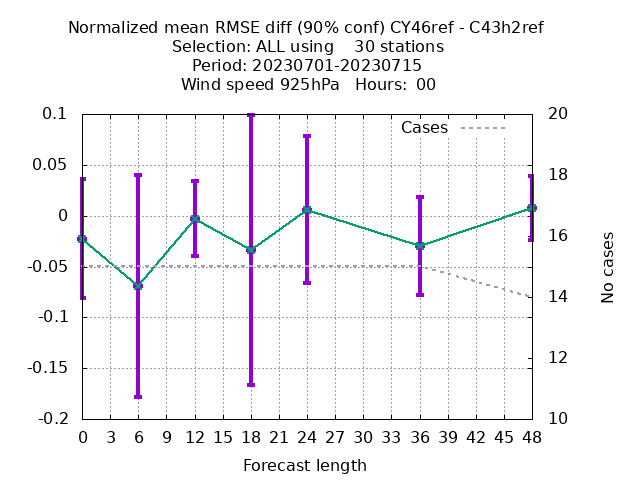 Normalized mean RMSE diff (90% conf) CY46ref - C43h2ref
Selection: ALL using    30 stations
Period: 20230701-20230715
Wind speed 925hPa   Hours:  00
0.1
0.05
0
-0.05
-0.1
-0.15
-0.2
Cases
20
18
16
14
12
10
No cases
0 3 6 9 12 15 18 21 24 27 30 33 36 39 42 45 48
Forecast length